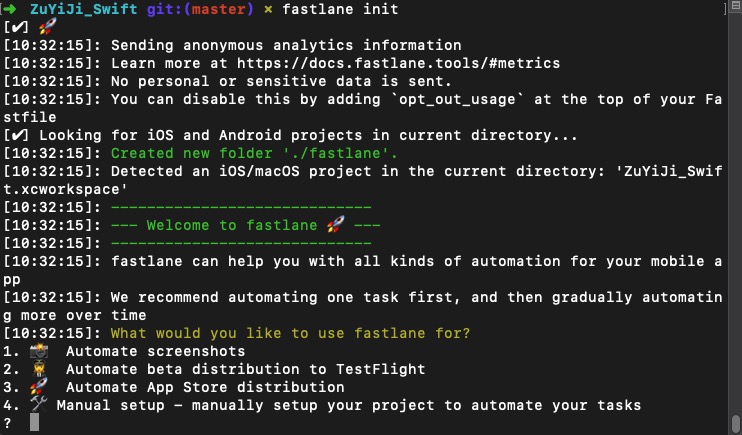 ➜ ZuYiJi_Swift git:(master) ✗ fastlane init
[✔] 🚀
[10:32:15]: Sending anonymous analytics information
[10:32:15]: Learn more at https://docs.fastlane.tools/#metrics
[10:32:15]: No personal or sensitive data is sent.
[10:32:15]: You can disable this by adding `opt_out_usage` at the top of your Fa
stfile
[✔] Looking for iOS and Android projects in current directory...
[10:32:15]: Created new folder './fastlane'.
[10:32:15]: Detected an iOS/macOS project in the current directory: 'ZuYiJi_Swif
t.xcworkspace'
[10:32:15]: -----------------------------
[10:32:15]: --- Welcome to fastlane 🚀 ---
[10:32:15]: -----------------------------
[10:32:15]: fastlane can help you with all kinds of automation for your mobile a
pp
[10:32:15]: We recommend automating one task first, and then gradually automatin
g more over time
[10:32:15]: What would you like to use fastlane for?
1. 📸  Automate screenshots
2. 👩‍✈️  Automate beta distribution to TestFlight
3. 🚀  Automate App Store distribution
4. 🛠  Manual setup - manually setup your project to automate your tasks
?